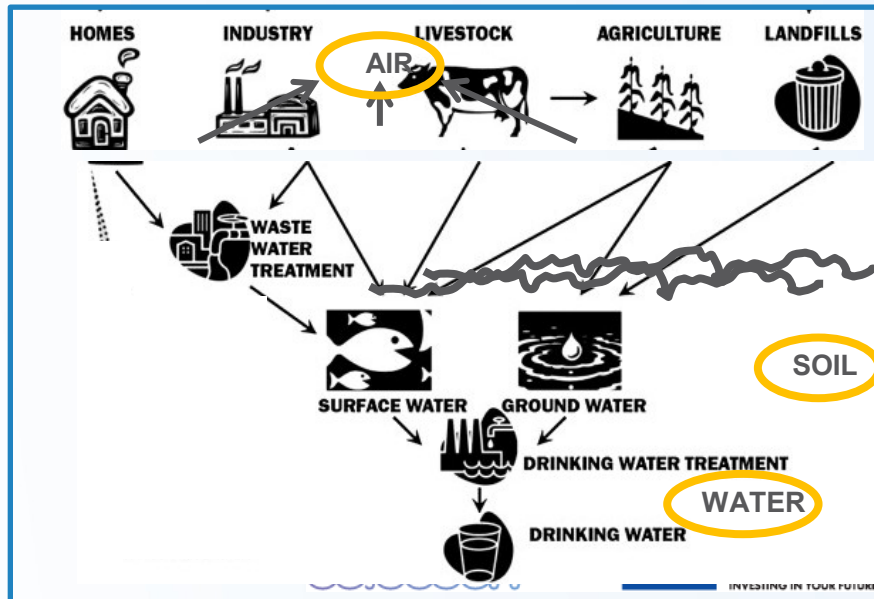 HOMES INDUSTRY LIVESTOCK AGRICULTURE LANDFILLS
AIR
WASTE
WATER
TREATMENT
SOIL
SURFACE WATER GROUND WATER
DRINKING WATER TREATMENT
WATER
DRINKING WATER
INVESTING IN YOUR FUTURE